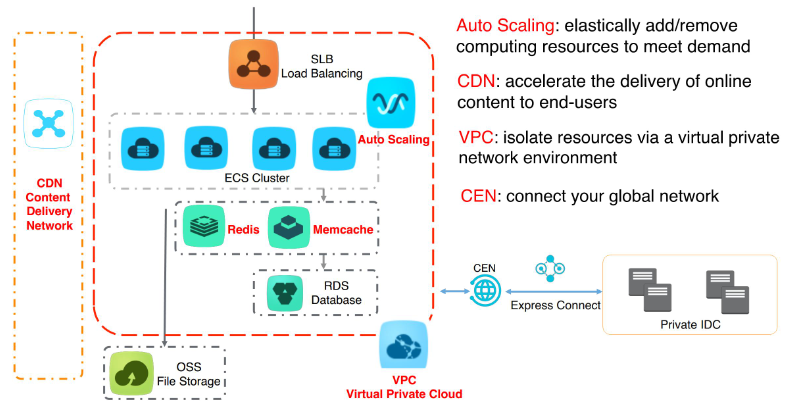 SLB
Load Balancing
Auto Scaling
ECS Cluster
CDN
Content
Delivery
Network
Redis
Memcache
RDS
Database
OSS
File Storage
VPC
Virtual Private Cloud
Auto Scaling: elastically add/remove
computing resources to meet demand
CDN: accelerate the delivery of online
content to end-users
VPC: isolate resources via a virtual private
network environment
CEN: connect your global network
CEN
Express Connect
Private IDC